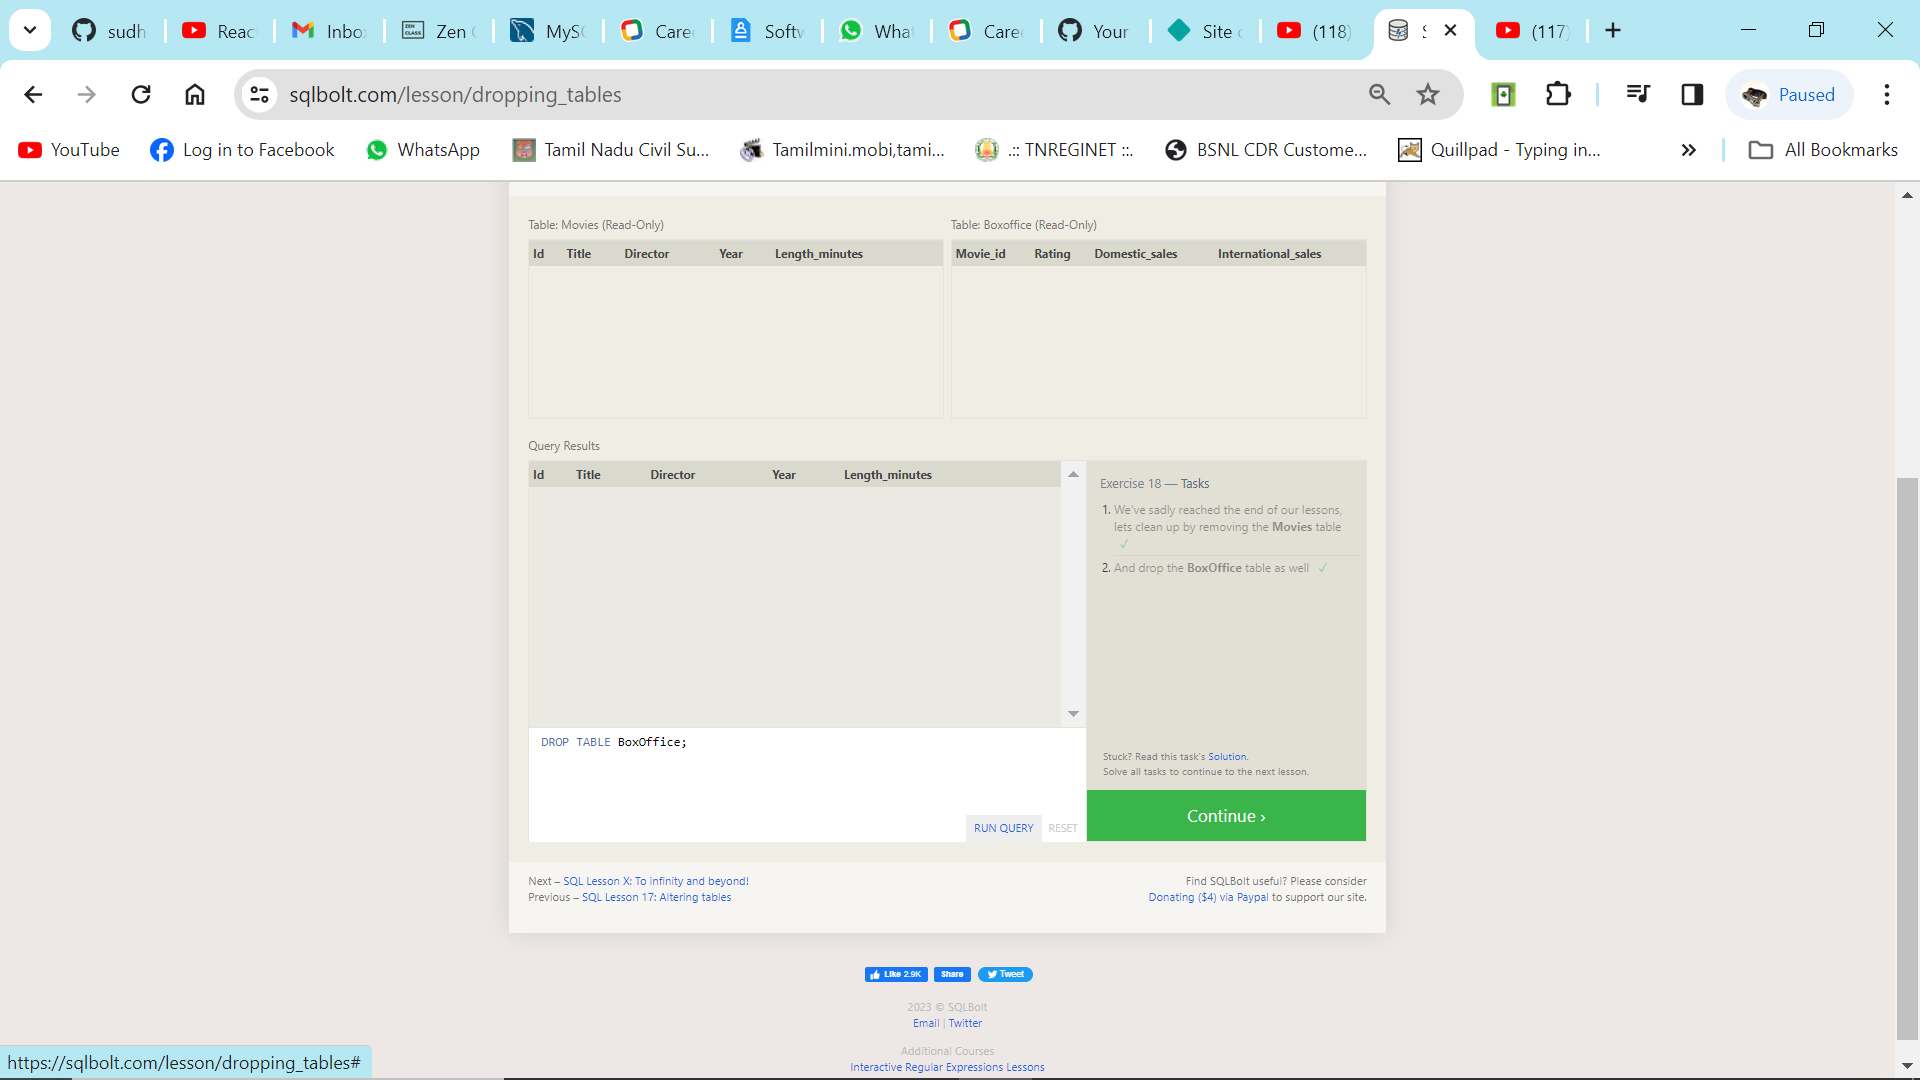 sudh
Reac
Inbo
Zen
MySC
Care
Softw
What
Care
Your
Site
(118)
(117)
sqlbolt.com/lesson/dropping_tables
Paused
YouTube
Log in to Facebook
WhatsApp
Tamil Nadu Civil Su...
Tamilmini.mobi,tami...
.:: TNREGINET ::.
BSNL CDR Custome...
Quillpad - Typing in...
All Bookmarks
Table: Movies (Read-Only)
Table: Boxoffice (Read-Only)
Id Title Director Year Length_minutes
Movie_id Rating Domestic_sales International_sales
Query Results
Id Title Director Year Length_minutes
Exercise 18 — Tasks
1. We've sadly reached the end of our lessons,
lets clean up by removing the Movies table
✓
2. And drop the BoxOffice table as well ✓
DROP TABLE BoxOffice;
Stuck? Read this task's Solution.
Solve all tasks to continue to the next lesson.
RUN QUERY RESET
Continue ›
Next – SQL Lesson X: To infinity and beyond!
Previous – SQL Lesson 17: Altering tables
Find SQLBolt useful? Please consider
Donating ($4) via Paypal to support our site.
Like 2.9K Share Tweet
2023 © SQLBolt
Email | Twitter
Additional Courses
Interactive Regular Expressions Lessons
https://sqlbolt.com/lesson/dropping_tables#